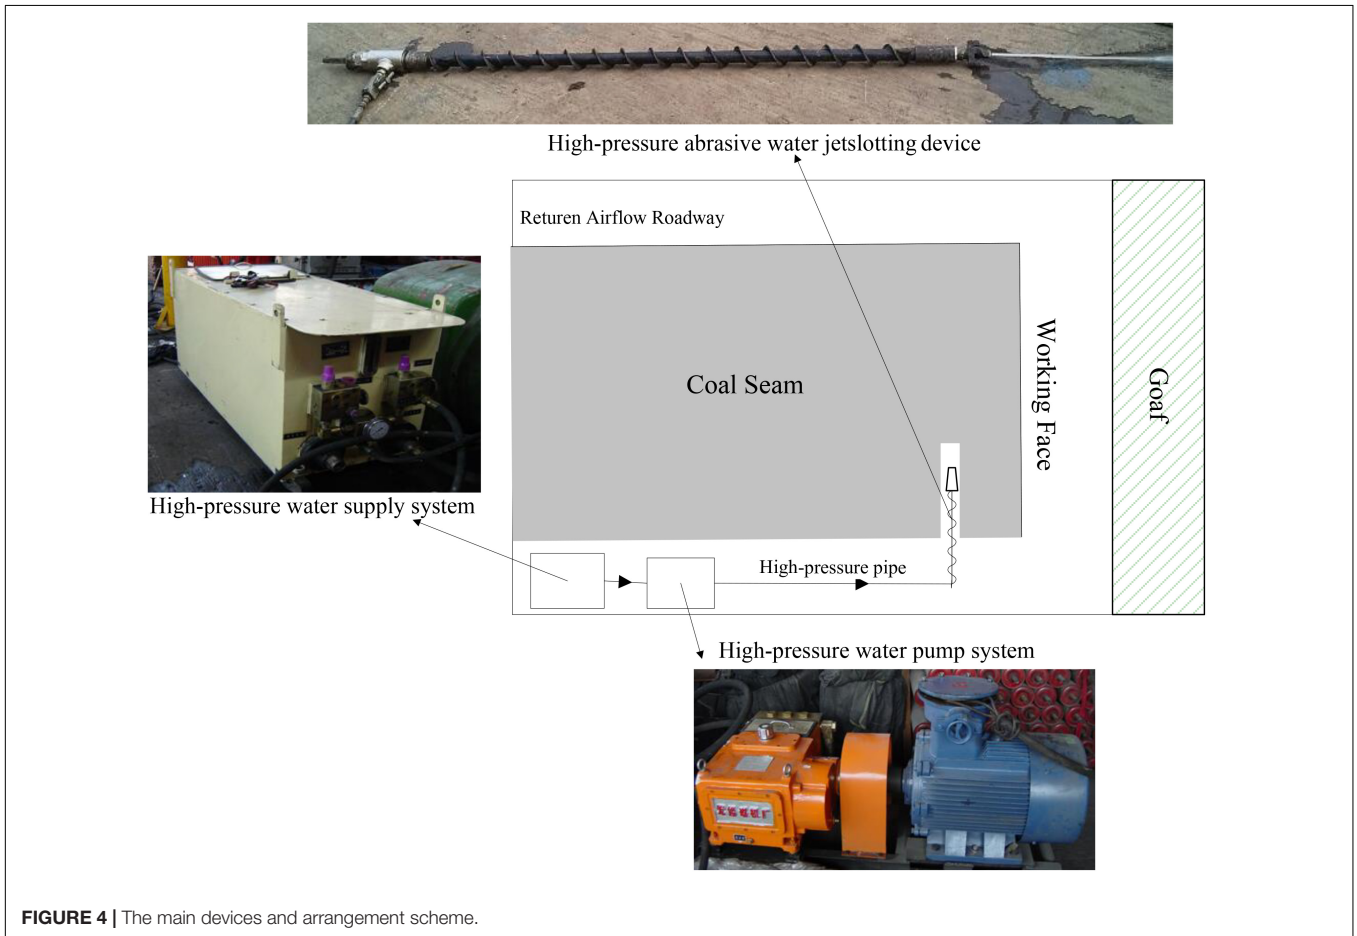 High-pressure abrasive water jetslotting device
Returen Airflow Roadway
Coal Seam
Working Face
Goaf
High-pressure water supply system
High-pressure pipe
High-pressure water pump system
FIGURE 4 | The main devices and arrangement scheme.